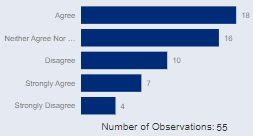 Agree 18
Neither Agree Nor ... 16
Disagree 10
Strongly Agree 7
Strongly Disagree 4
Number of Observations: 55